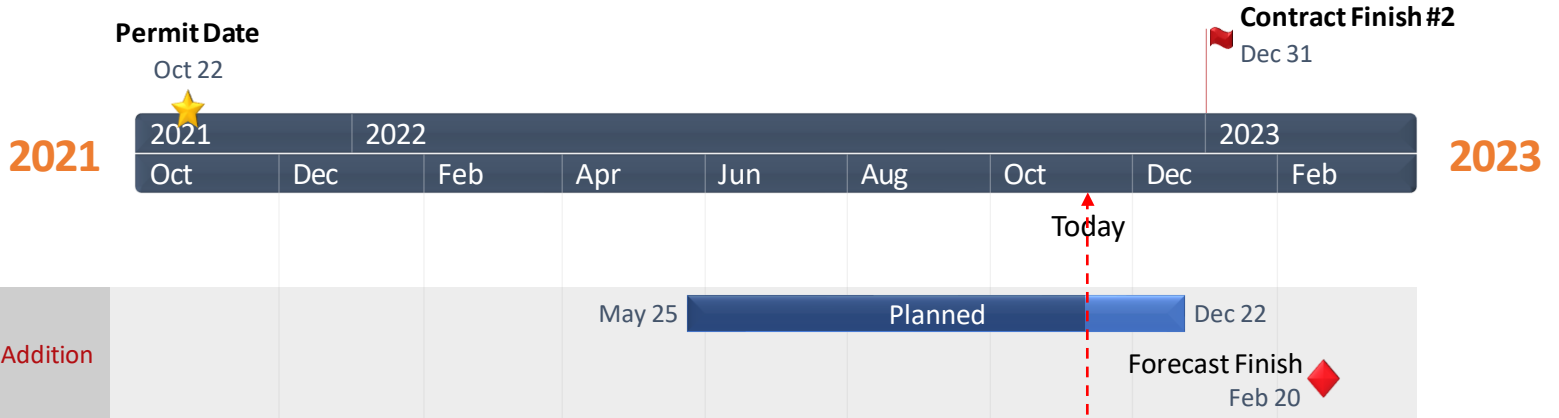 Permit Date
Oct 22
Contract Finish #2
Dec 31
2021
2021 2022 2023
2023
Oct Dec Feb Apr Jun Aug Oct Dec Feb
Today
Addition
May 25 Planned Dec 22
Forecast Finish
Feb 20